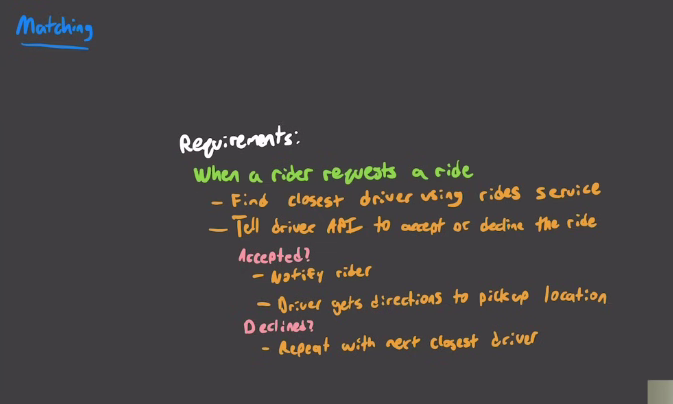 Matching
Requirements:
When a rider requests a ride
- Find closest driver using rides service
- Tell driver API to accept or decline the ride
Accepted?
- Notify rider
- Driver gets directions to pickup location
Declined?
- Repeat with next closest driver